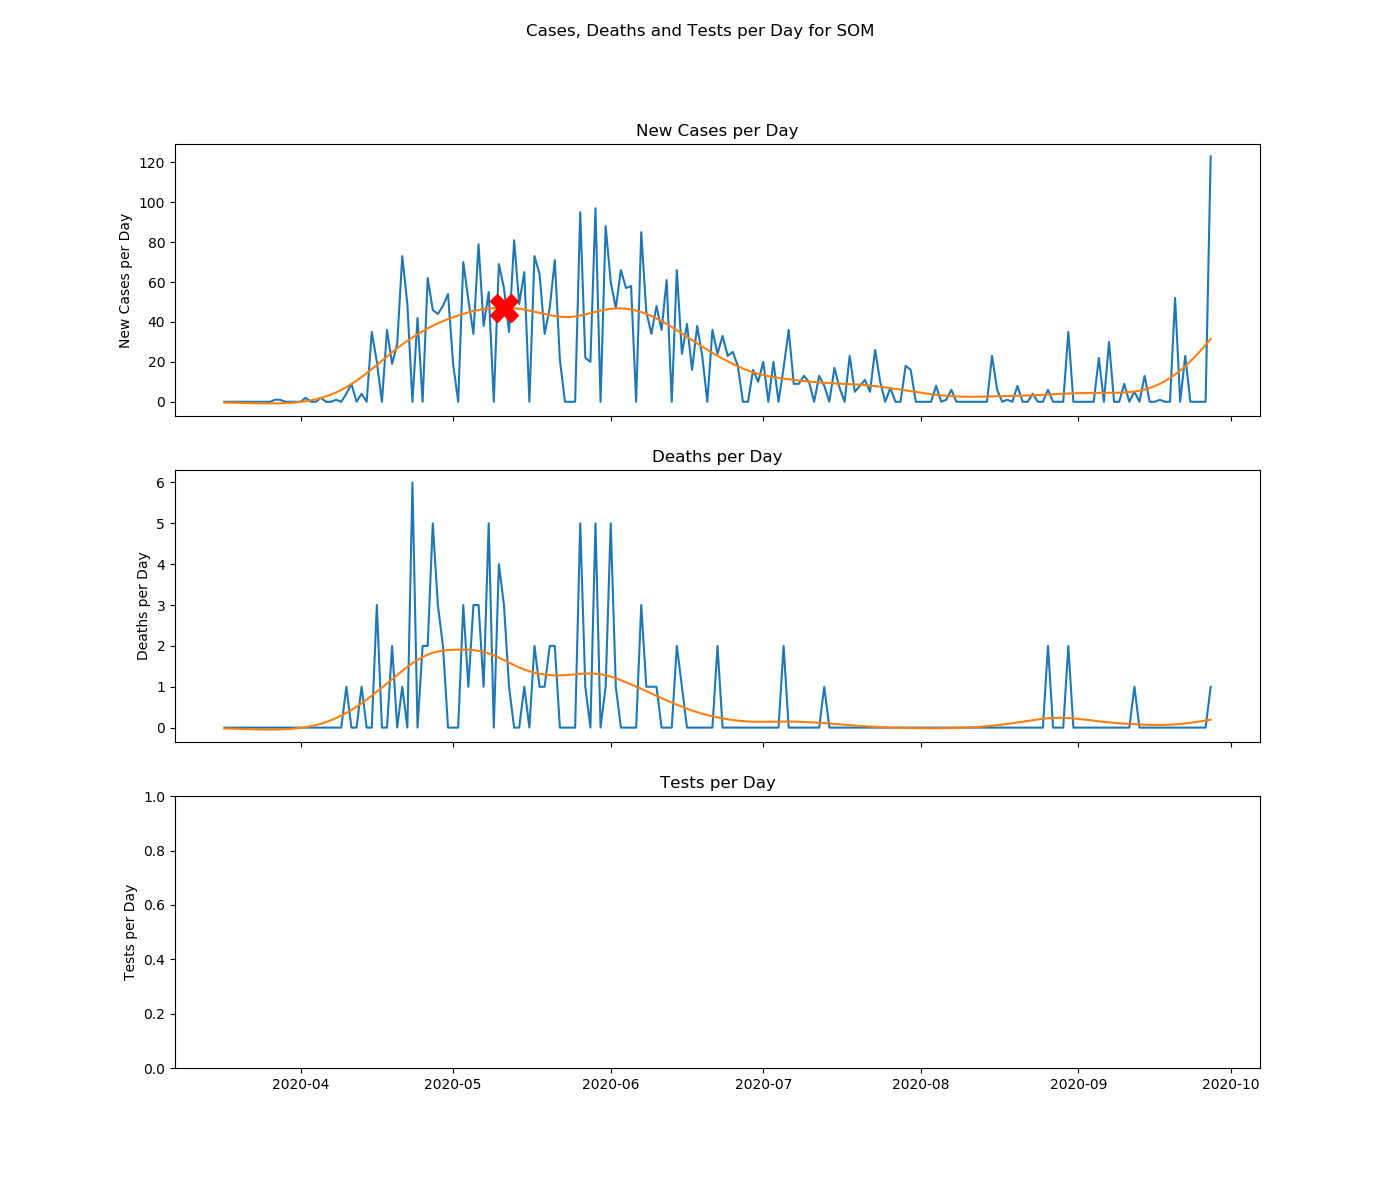 Cases, Deaths and Tests per Day for SOM
New Cases per Day
120
100
80
60
40
20
0
New Cases per Day
Deaths per Day
6
5
4
3
2
1
0
Deaths per Day
Tests per Day
1.0
0.8
0.6
0.4
0.2
0.0
Tests per Day
2020-04 2020-05 2020-06 2020-07 2020-08 2020-09 2020-10